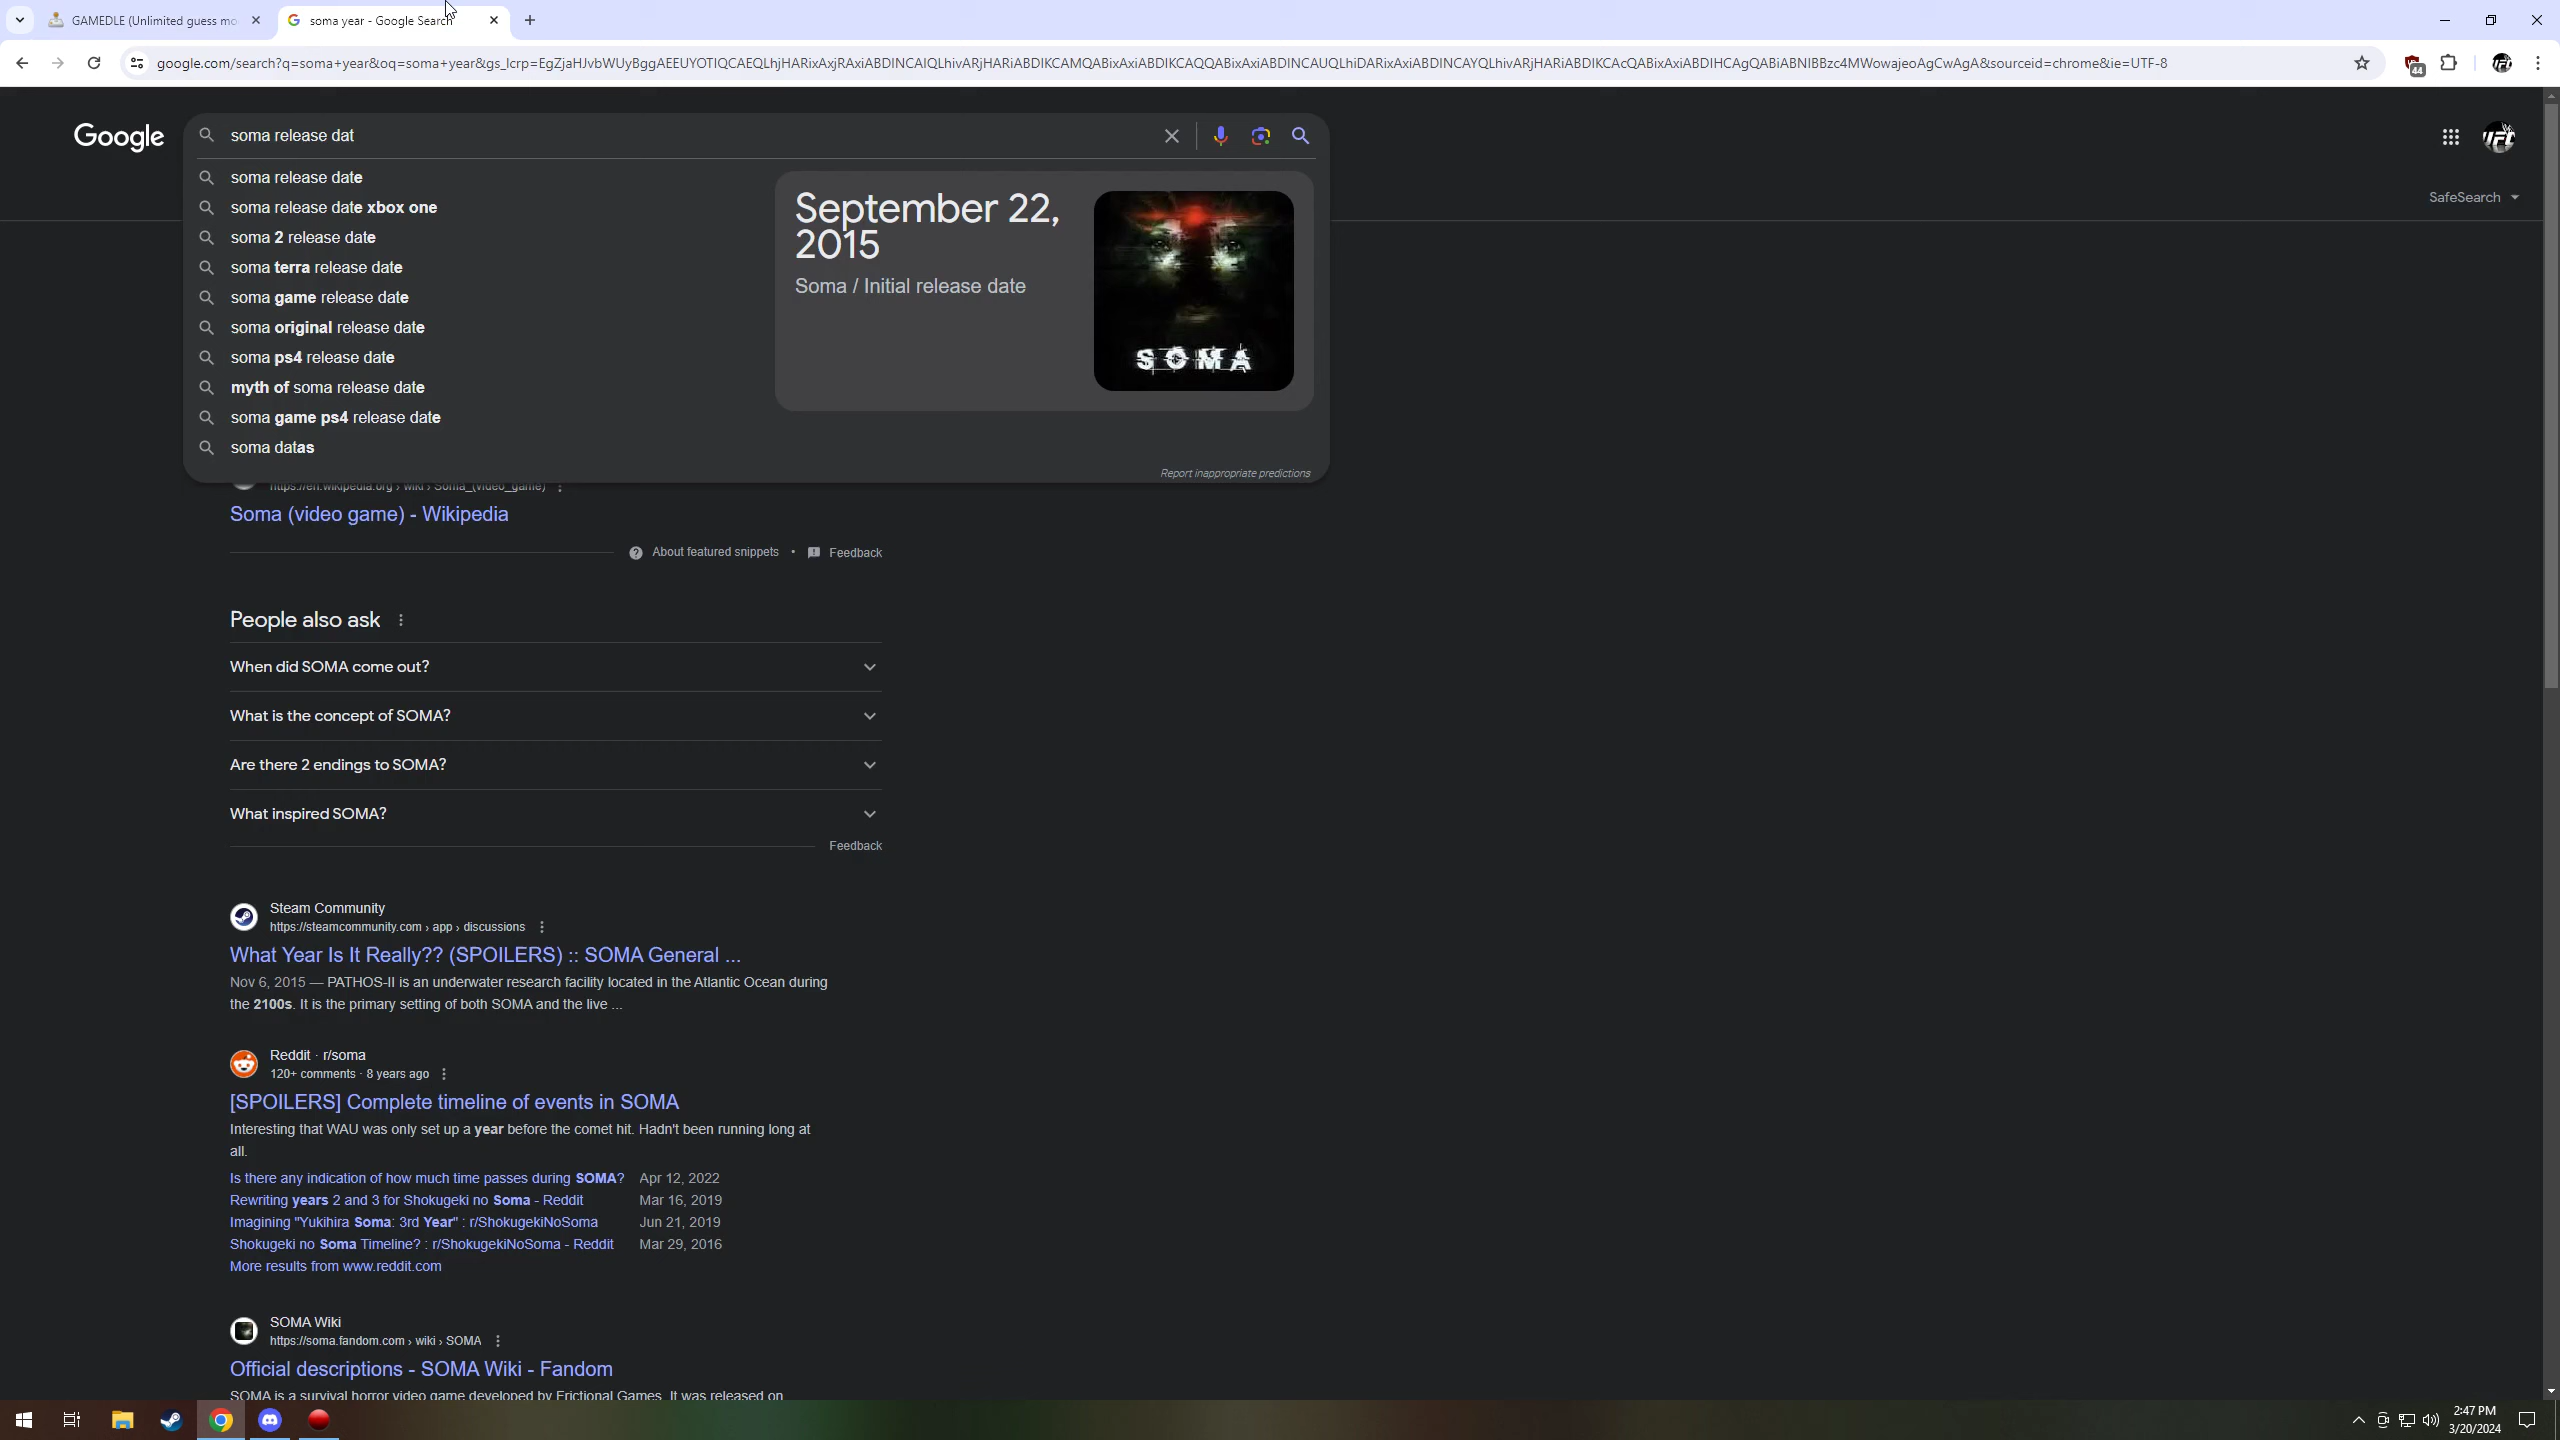 GAMEDLE (Unlimited guess mo
soma year - Google Search
google.com/search?q=soma+year&oq=soma+year&gs_lcrp=EgZjaHJvbWUyBggAEEUYOTIQCAEQLhjHARixAxjRAxiABDINCAIQLhivARjHARiABDIKCAMQABixAxiABDIKCAQQABixAxiABDINCAUQLhiDARixAxiABDINCAYQLhivARjHARiABDIKCAcQABixAxiABDIHCAgQABiABNIBBzc4MWowajeoAgCwAgA&sourceid=chrome&ie=UTF-8
44
Google
soma release dat
SafeSearch
soma release date
soma release date xbox one
soma 2 release date
soma terra release date
soma game release date
soma original release date
soma ps4 release date
myth of soma release date
soma game ps4 release date
soma datas
September 22,
2015
Soma / Initial release date
SOMA
Report inappropriate predictions
https://en.wikipedia.org › wiki › Soma_(video_game)
Soma (video game) - Wikipedia
About featured snippets • Feedback
People also ask
When did SOMA come out?
What is the concept of SOMA?
Are there 2 endings to SOMA?
What inspired SOMA?
Feedback
Steam Community
https://steamcommunity.com › app › discussions
What Year Is It Really?? (SPOILERS) :: SOMA General ...
Nov 6, 2015 — PATHOS-II is an underwater research facility located in the Atlantic Ocean during
the 2100s. It is the primary setting of both SOMA and the live ...
Reddit · r/soma
120+ comments · 8 years ago
[SPOILERS] Complete timeline of events in SOMA
Interesting that WAU was only set up a year before the comet hit. Hadn't been running long at
all.
Is there any indication of how much time passes during SOMA? Apr 12, 2022
Rewriting years 2 and 3 for Shokugeki no Soma - Reddit Mar 16, 2019
Imagining "Yukihira Soma: 3rd Year" : r/ShokugekiNoSoma Jun 21, 2019
Shokugeki no Soma Timeline? : r/ShokugekiNoSoma - Reddit Mar 29, 2016
More results from www.reddit.com
SOMA Wiki
https://soma.fandom.com › wiki › SOMA
Official descriptions - SOMA Wiki - Fandom
SOMA is a survival horror video game developed by Frictional Games. It was released on
2:47 PM
3/20/2024